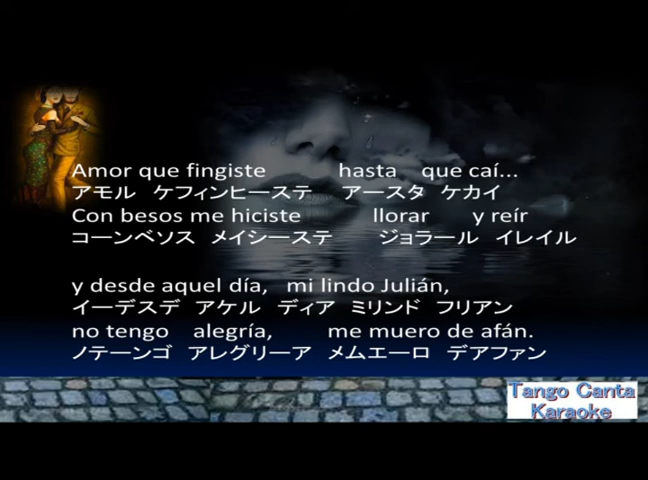 Amor que fingiste hasta que caí...
アモル ケフィンヒーステ アースタ ケカイ
Con besos me hiciste llorar y reír
コーンベソス メイシーステ ジョラール イレイル
y desde aquel día, mi lindo Julián,
イーデスデ アケル ディア ミリンド フリアン
no tengo alegría, me muero de afán.
ノテーンゴ アレグリーア メムエーロ デアファン
Tango Canta
Karaoke